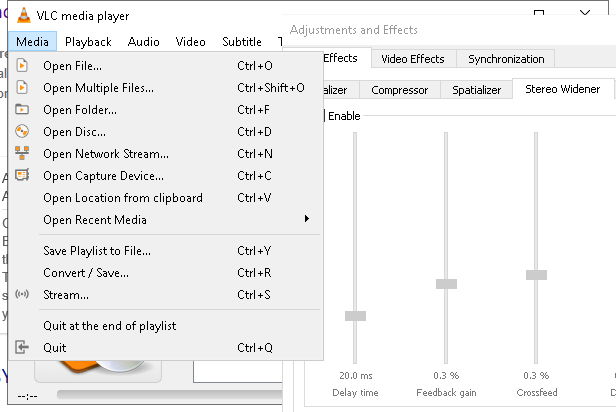 VLC media player
Adjustments and Effects
Media Playback Audio Video Subtitle T
Effects Video Effects Synchronization
alizer Compressor Spatializer Stereo Widener
Enable
Open File... Ctrl+O
Open Multiple Files... Ctrl+Shift+O
Open Folder... Ctrl+F
Open Disc... Ctrl+D
Open Network Stream... Ctrl+N
Open Capture Device... Ctrl+C
Open Location from clipboard Ctrl+V
Open Recent Media
Save Playlist to File... Ctrl+Y
Convert / Save... Ctrl+R
Stream... Ctrl+S
Quit at the end of playlist
Quit Ctrl+Q
20.0 ms 0.3 % 0.3 %
Delay time Feedback gain Crossfeed
--:--